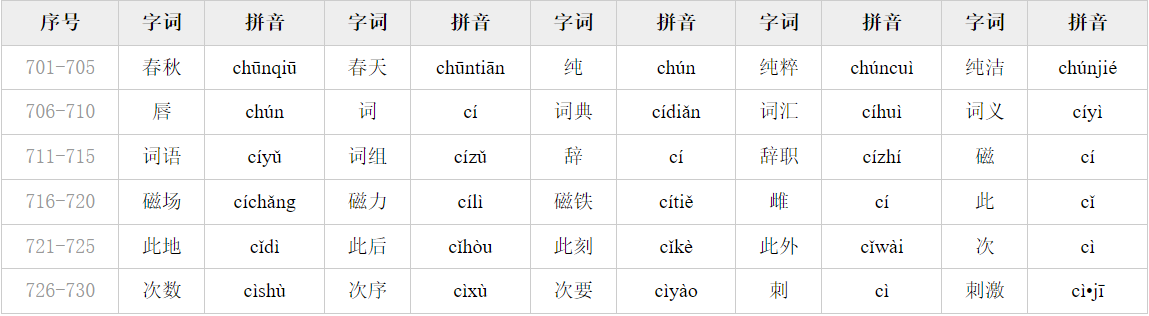 序号 字词 拼音 字词 拼音 字词 拼音 字词 拼音 字词 拼音
701-705 春秋 chūnqiū 春天 chūntiān 纯 chún 纯粹 chúncuì 纯洁 chúnjié
706-710 唇 chún 词 cí 词典 cídiǎn 词汇 cíhuì 词义 cíyì
711-715 词语 cíyǔ 词组 cízǔ 辞 cí 辞职 cízhí 磁 cí
716-720 磁场 cíchǎng 磁力 cílì 磁铁 cítiě 雌 cí 此 cǐ
721-725 此地 cǐdì 此后 cǐhòu 此刻 cǐkè 此外 cǐwài 次 cì
726-730 次数 cìshù 次序 cìxù 次要 cìyào 刺 cì 刺激 cì•jī